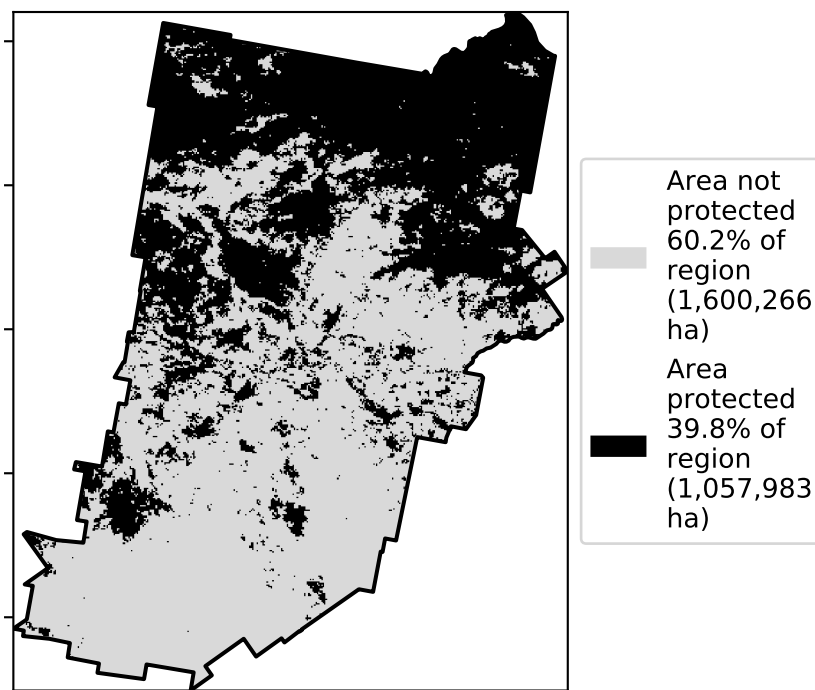 Area not
protected
60.2% of
region
(1,600,266
ha)
Area
protected
39.8% of
region
(1,057,983
ha)